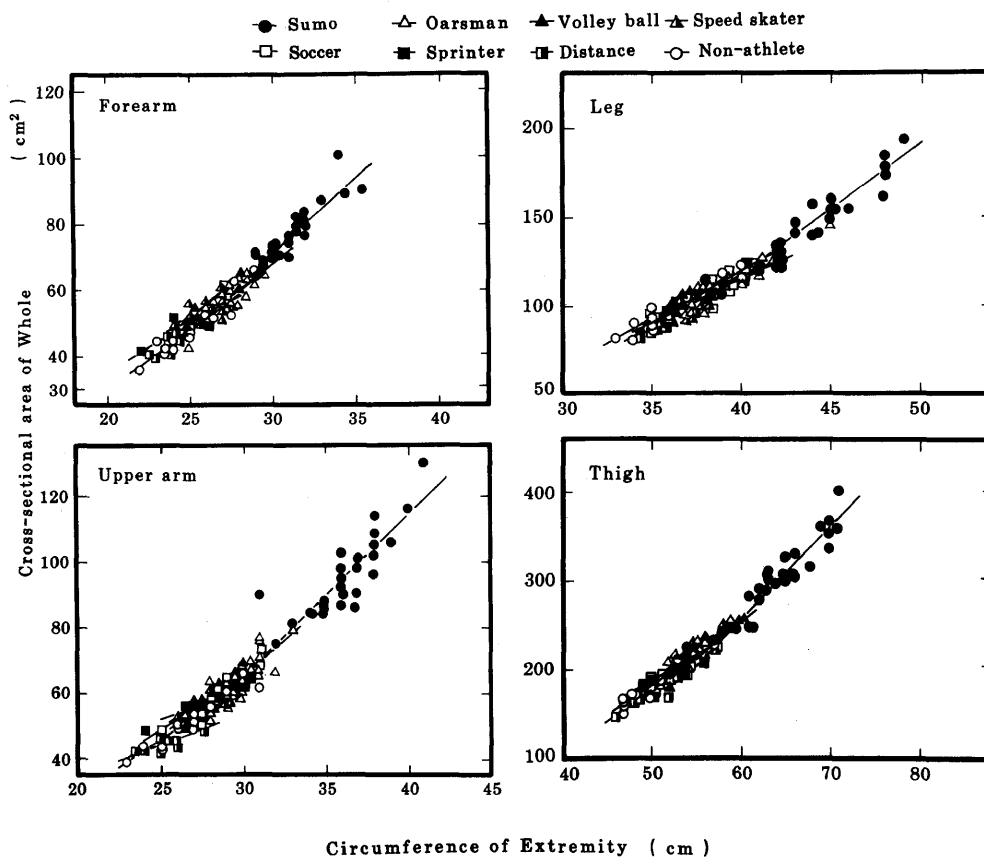 Sumo Oarsman Volley ball Speed skater
Soccer Sprinter Distance Non-athlete
Forearm
120
100
80
60
40
30
20 25 30 35 40
Leg
200
150
100
50
30 35 40 45 50
Upper arm
120
100
80
60
40
20 25 30 35 40 45
Thigh
400
300
200
100
40 50 60 70 80
Cross-sectional area of Whole ( cm² )
Circumference of Extremity ( cm )